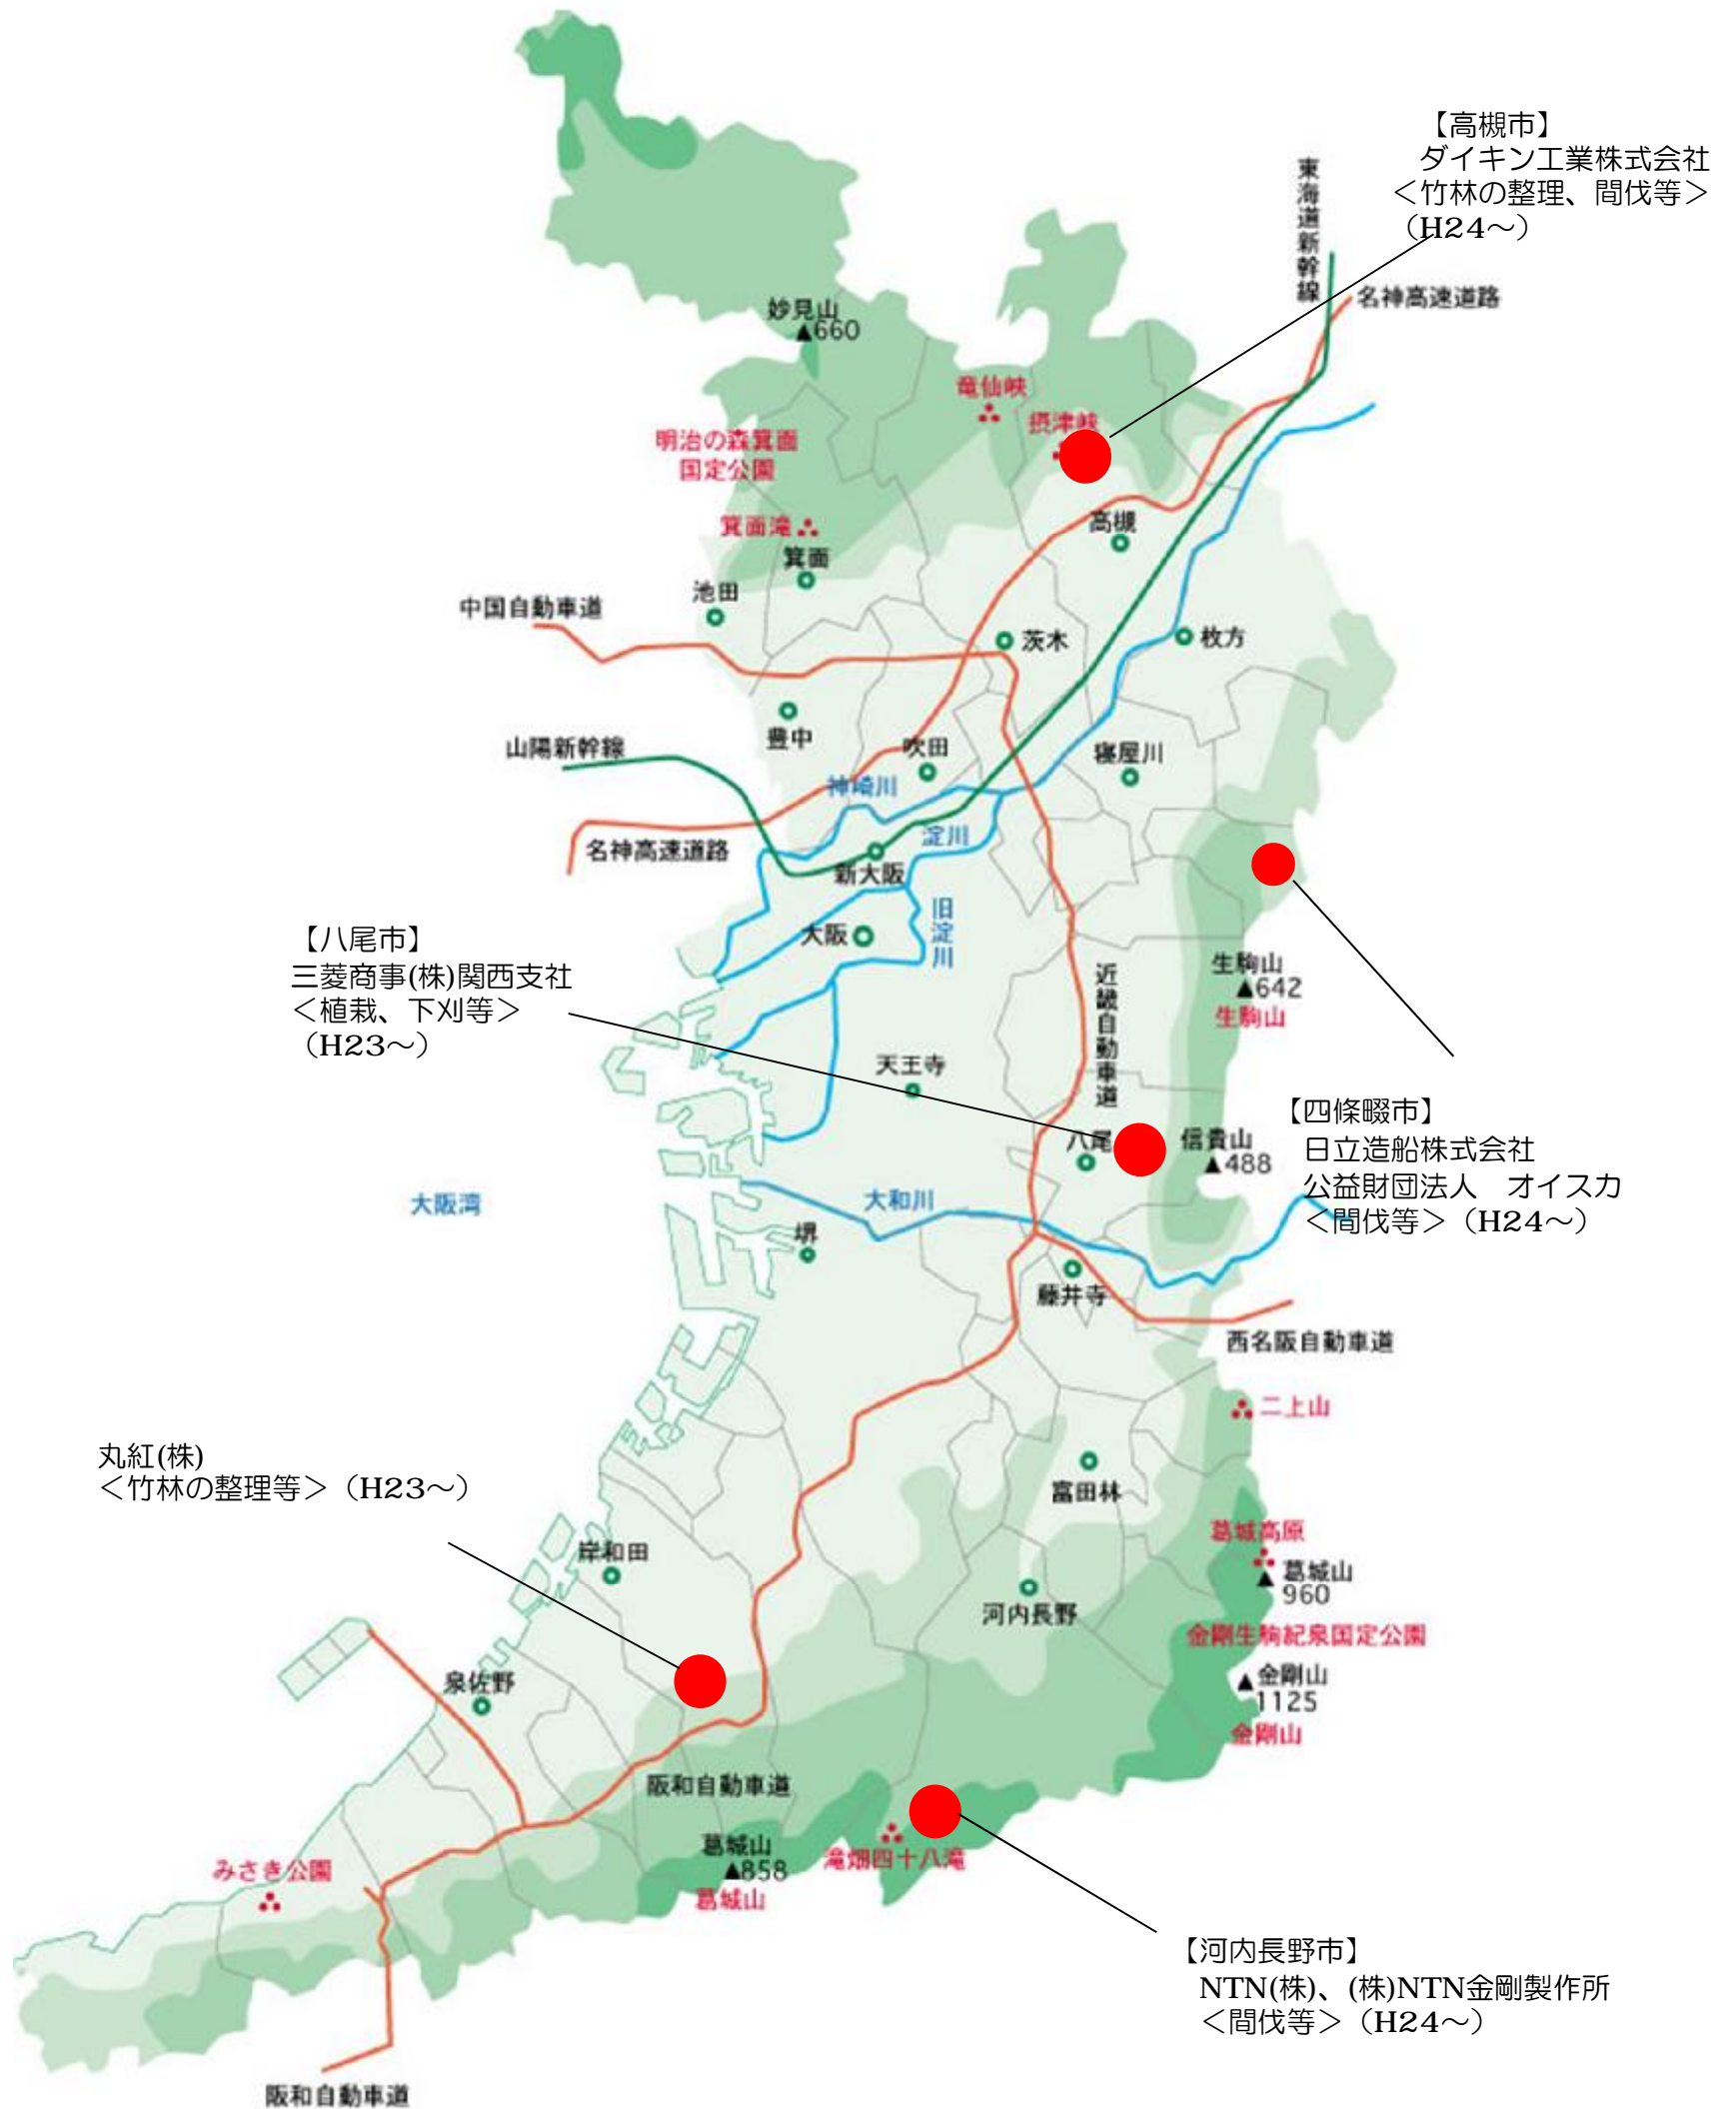 【高槻市】
ダイキン工業株式会社
＜竹林の整理、間伐等＞
（H24～）
東海道新幹線
名神高速道路
妙見山
▲660
竜仙峡
摂津峡
明治の森箕面
国定公園
箕面滝
箕面
高槻
池田
中国自動車道
茨木
枚方
豊中
山陽新幹線
吹田
寝屋川
神崎川
淀川
名神高速道路
新大阪
旧淀川
大阪
【八尾市】
三菱商事(株)関西支社
＜植栽、下刈等＞
（H23～）
近畿自動車道
生駒山
▲642
生駒山
天王寺
八尾
信貴山
▲488
【四條畷市】
日立造船株式会社
公益財団法人　オイスカ
＜間伐等＞（H24～）
大阪湾
大和川
堺
藤井寺
西名阪自動車道
二上山
丸紅(株)
＜竹林の整理等＞（H23～）
富田林
葛城高原
▲葛城山
960
岸和田
河内長野
金剛生駒紀泉国定公園
泉佐野
▲金剛山
1125
金剛山
阪和自動車道
葛城山
▲858
葛城山
滝畑四十八滝
みさき公園
【河内長野市】
NTN(株)、(株)NTN金剛製作所
＜間伐等＞（H24～）
阪和自動車道